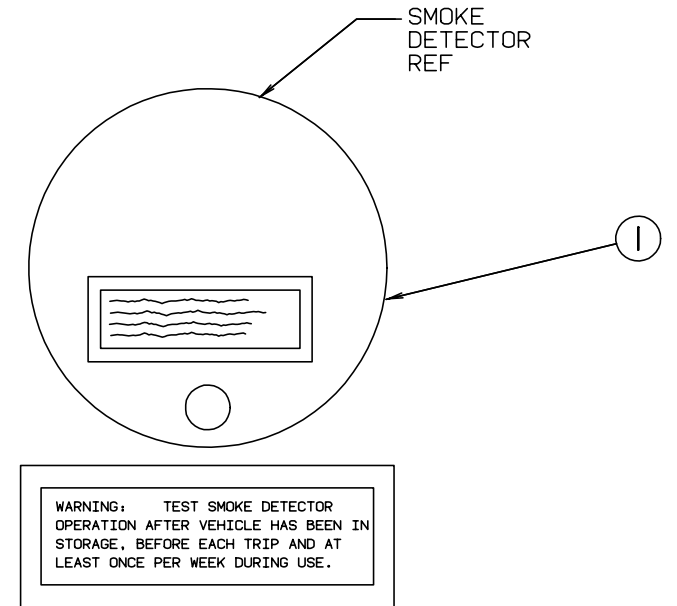 SMOKE
DETECTOR
REF
1
WARNING: TEST SMOKE DETECTOR
OPERATION AFTER VEHICLE HAS BEEN IN
STORAGE, BEFORE EACH TRIP AND AT
LEAST ONCE PER WEEK DURING USE.